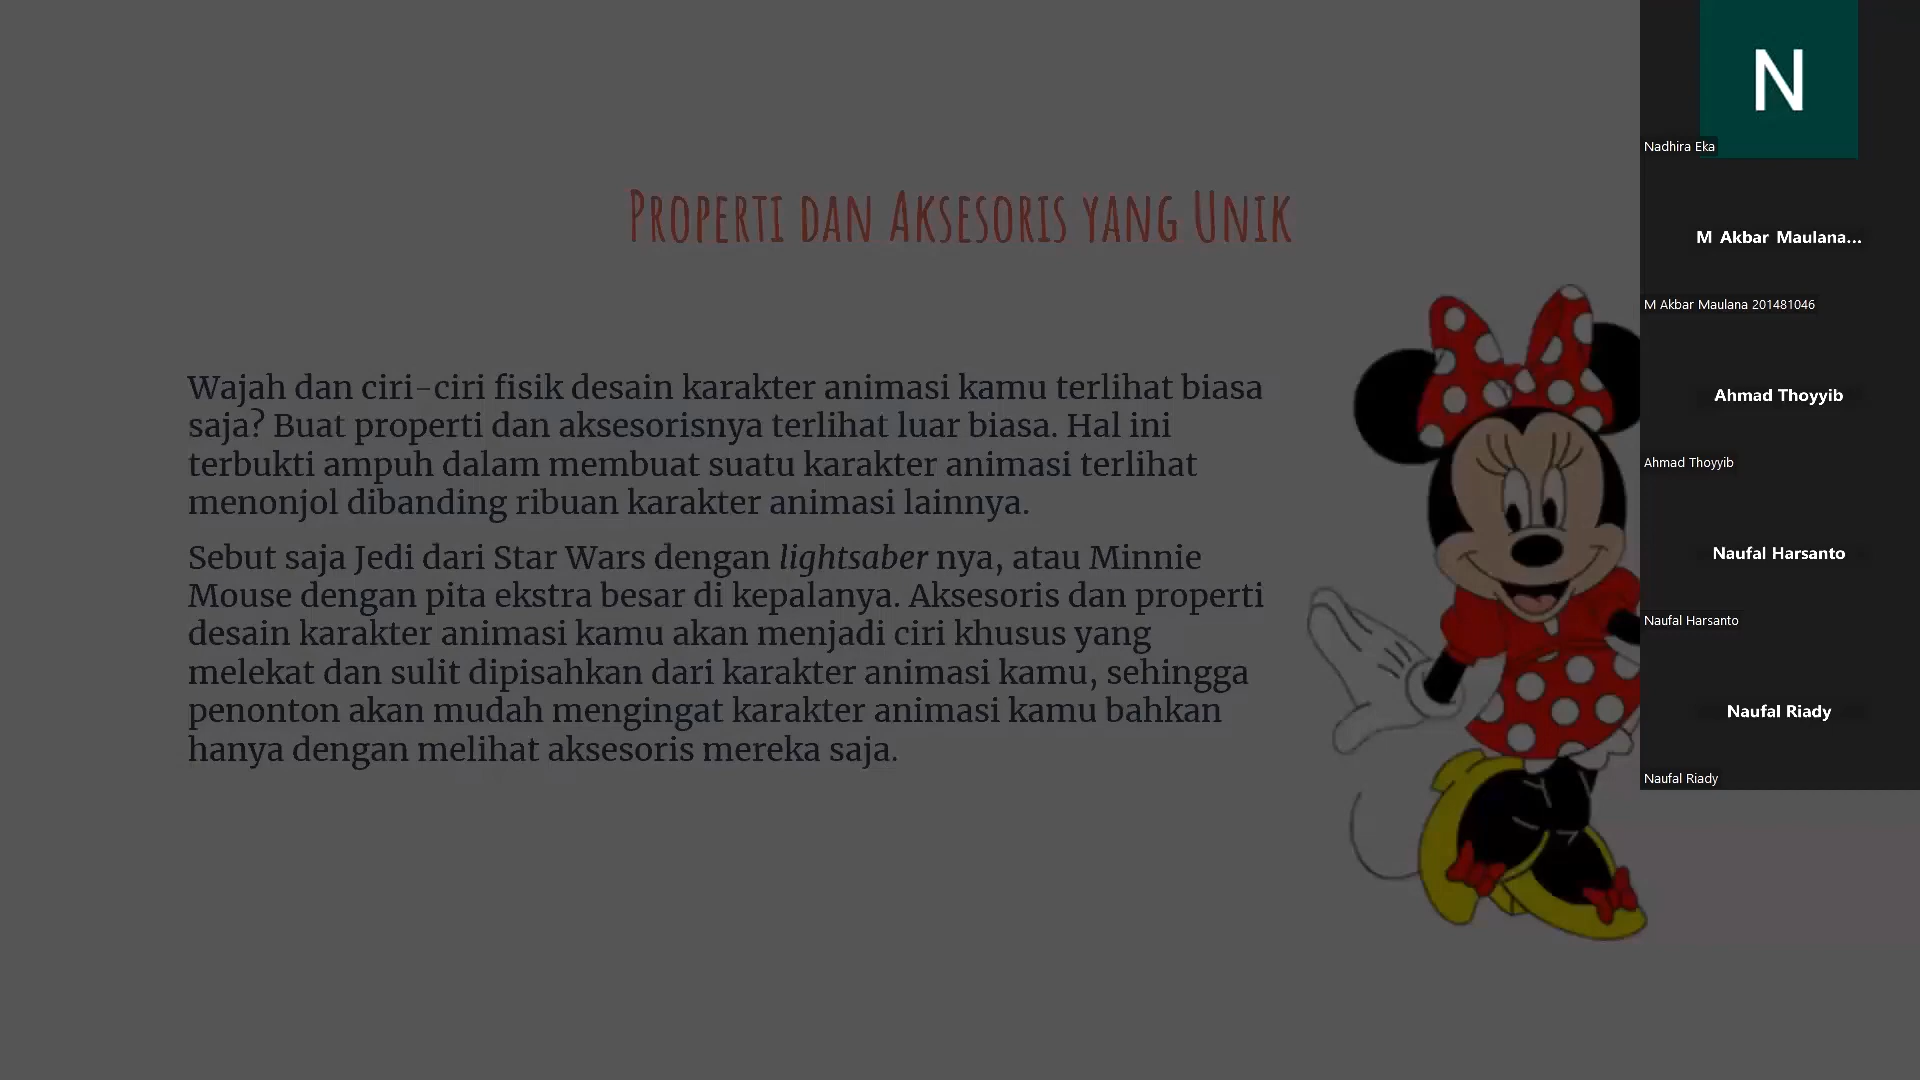 Properti dan Aksesoris yang Unik
Wajah dan ciri-ciri fisik desain karakter animasi kamu terlihat biasa
saja? Buat properti dan aksesorisnya terlihat luar biasa. Hal ini
terbukti ampuh dalam membuat suatu karakter animasi terlihat
menonjol dibanding ribuan karakter animasi lainnya.
Sebut saja Jedi dari Star Wars dengan lightsaber nya, atau Minnie
Mouse dengan pita ekstra besar di kepalanya. Aksesoris dan properti
desain karakter animasi kamu akan menjadi ciri khusus yang
melekat dan sulit dipisahkan dari karakter animasi kamu, sehingga
penonton akan mudah mengingat karakter animasi kamu bahkan
hanya dengan melihat aksesoris mereka saja.
N
Nadhira Eka
M Akbar Maulana...
M Akbar Maulana 201481046
Ahmad Thoyyib
Ahmad Thoyyib
Naufal Harsanto
Naufal Harsanto
Naufal Riady
Naufal Riady